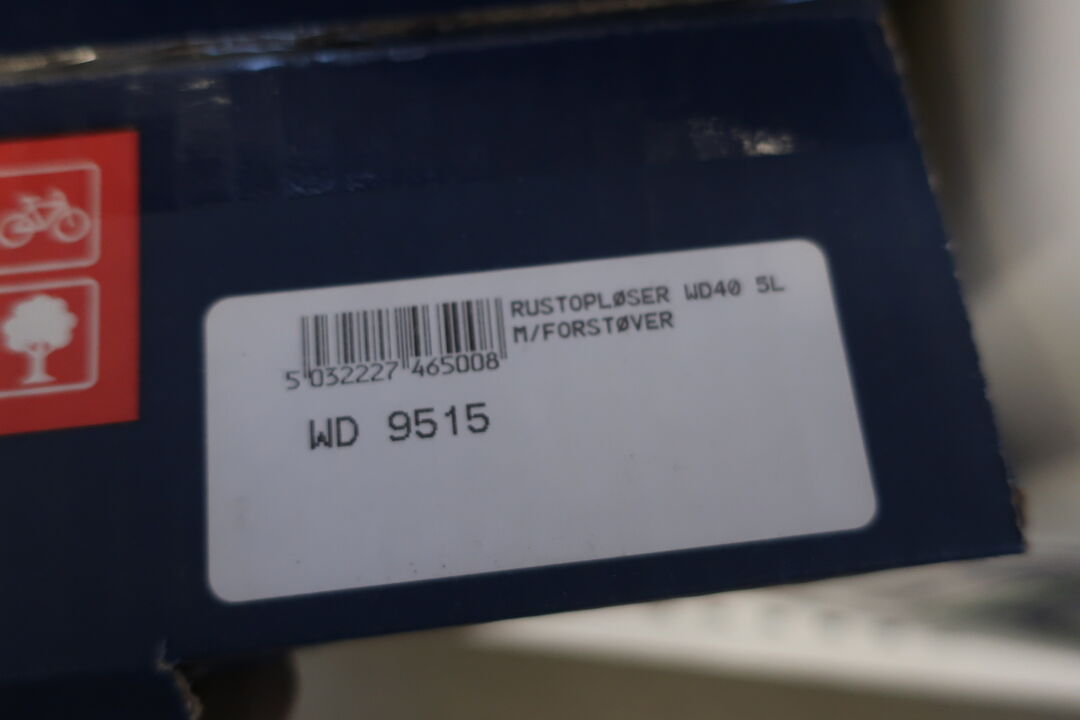 RUSTOPLØSER WD40 5L
M/FORSTØVER
5 032227 465008
WD 9515